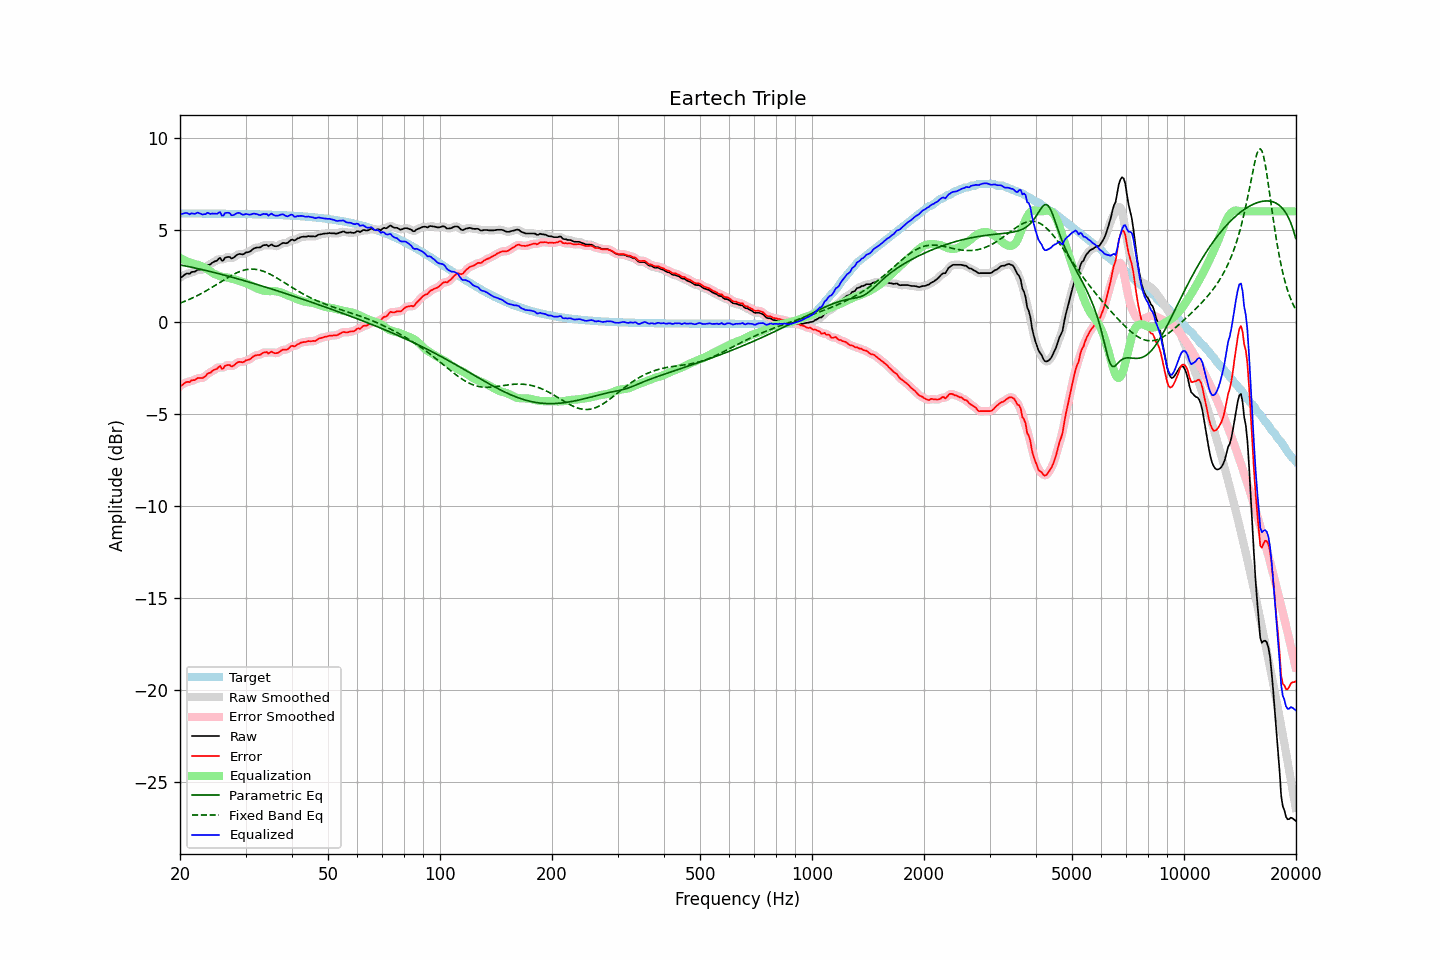 Eartech Triple
Amplitude (dBr)
10
5
0
−5
−10
−15
−20
−25
Target
Raw Smoothed
Error Smoothed
Raw
Error
Equalization
Parametric Eq
Fixed Band Eq
Equalized
20 50 100 200 500 1000 2000 5000 10000 20000
Frequency (Hz)